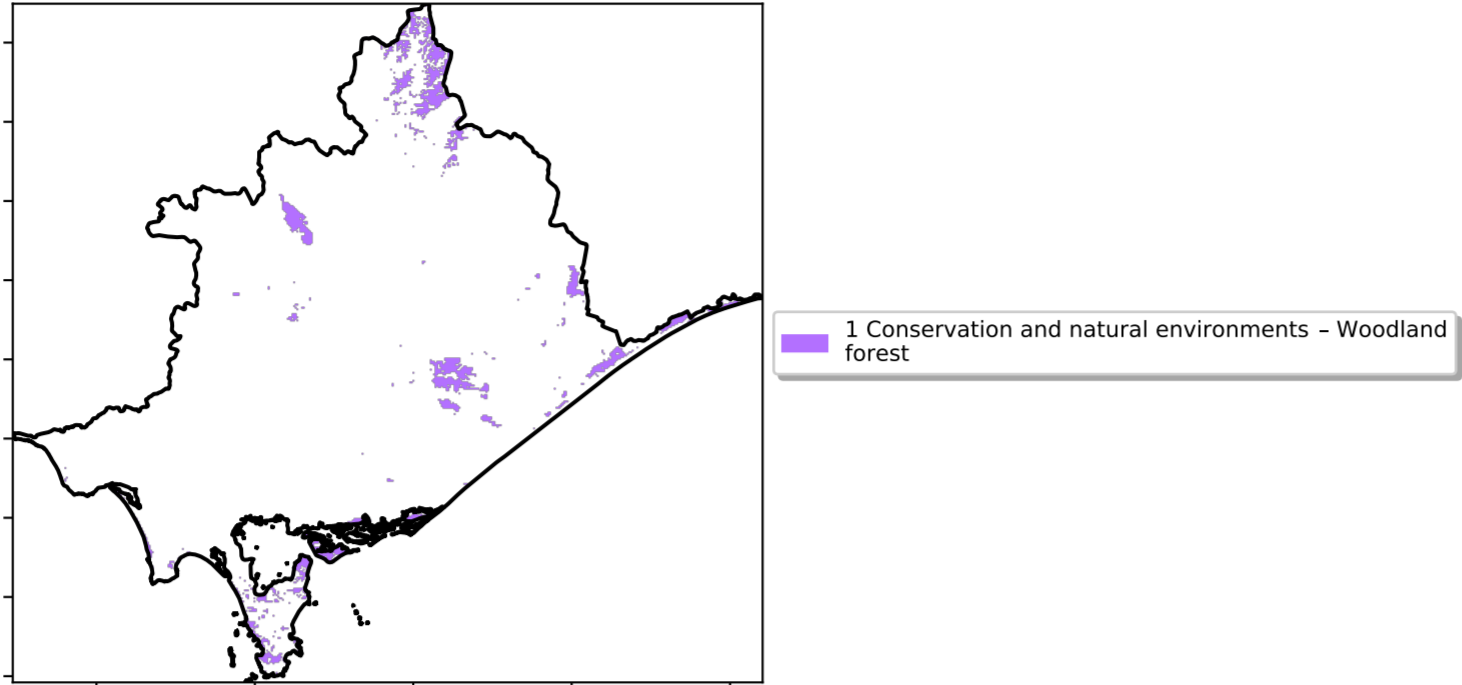 1 Conservation and natural environments – Woodland
forest